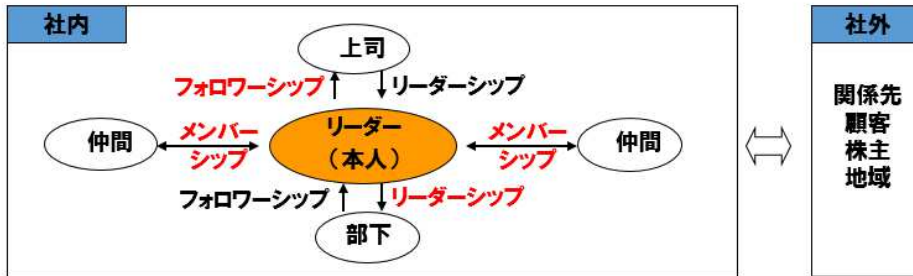 社内
社外
上司
フォロワーシップ
リーダーシップ
仲間
メンバー
シップ
リーダー
（本人）
メンバー
シップ
仲間
フォロワーシップ
リーダーシップ
部下
関係先
顧客
株主
地域